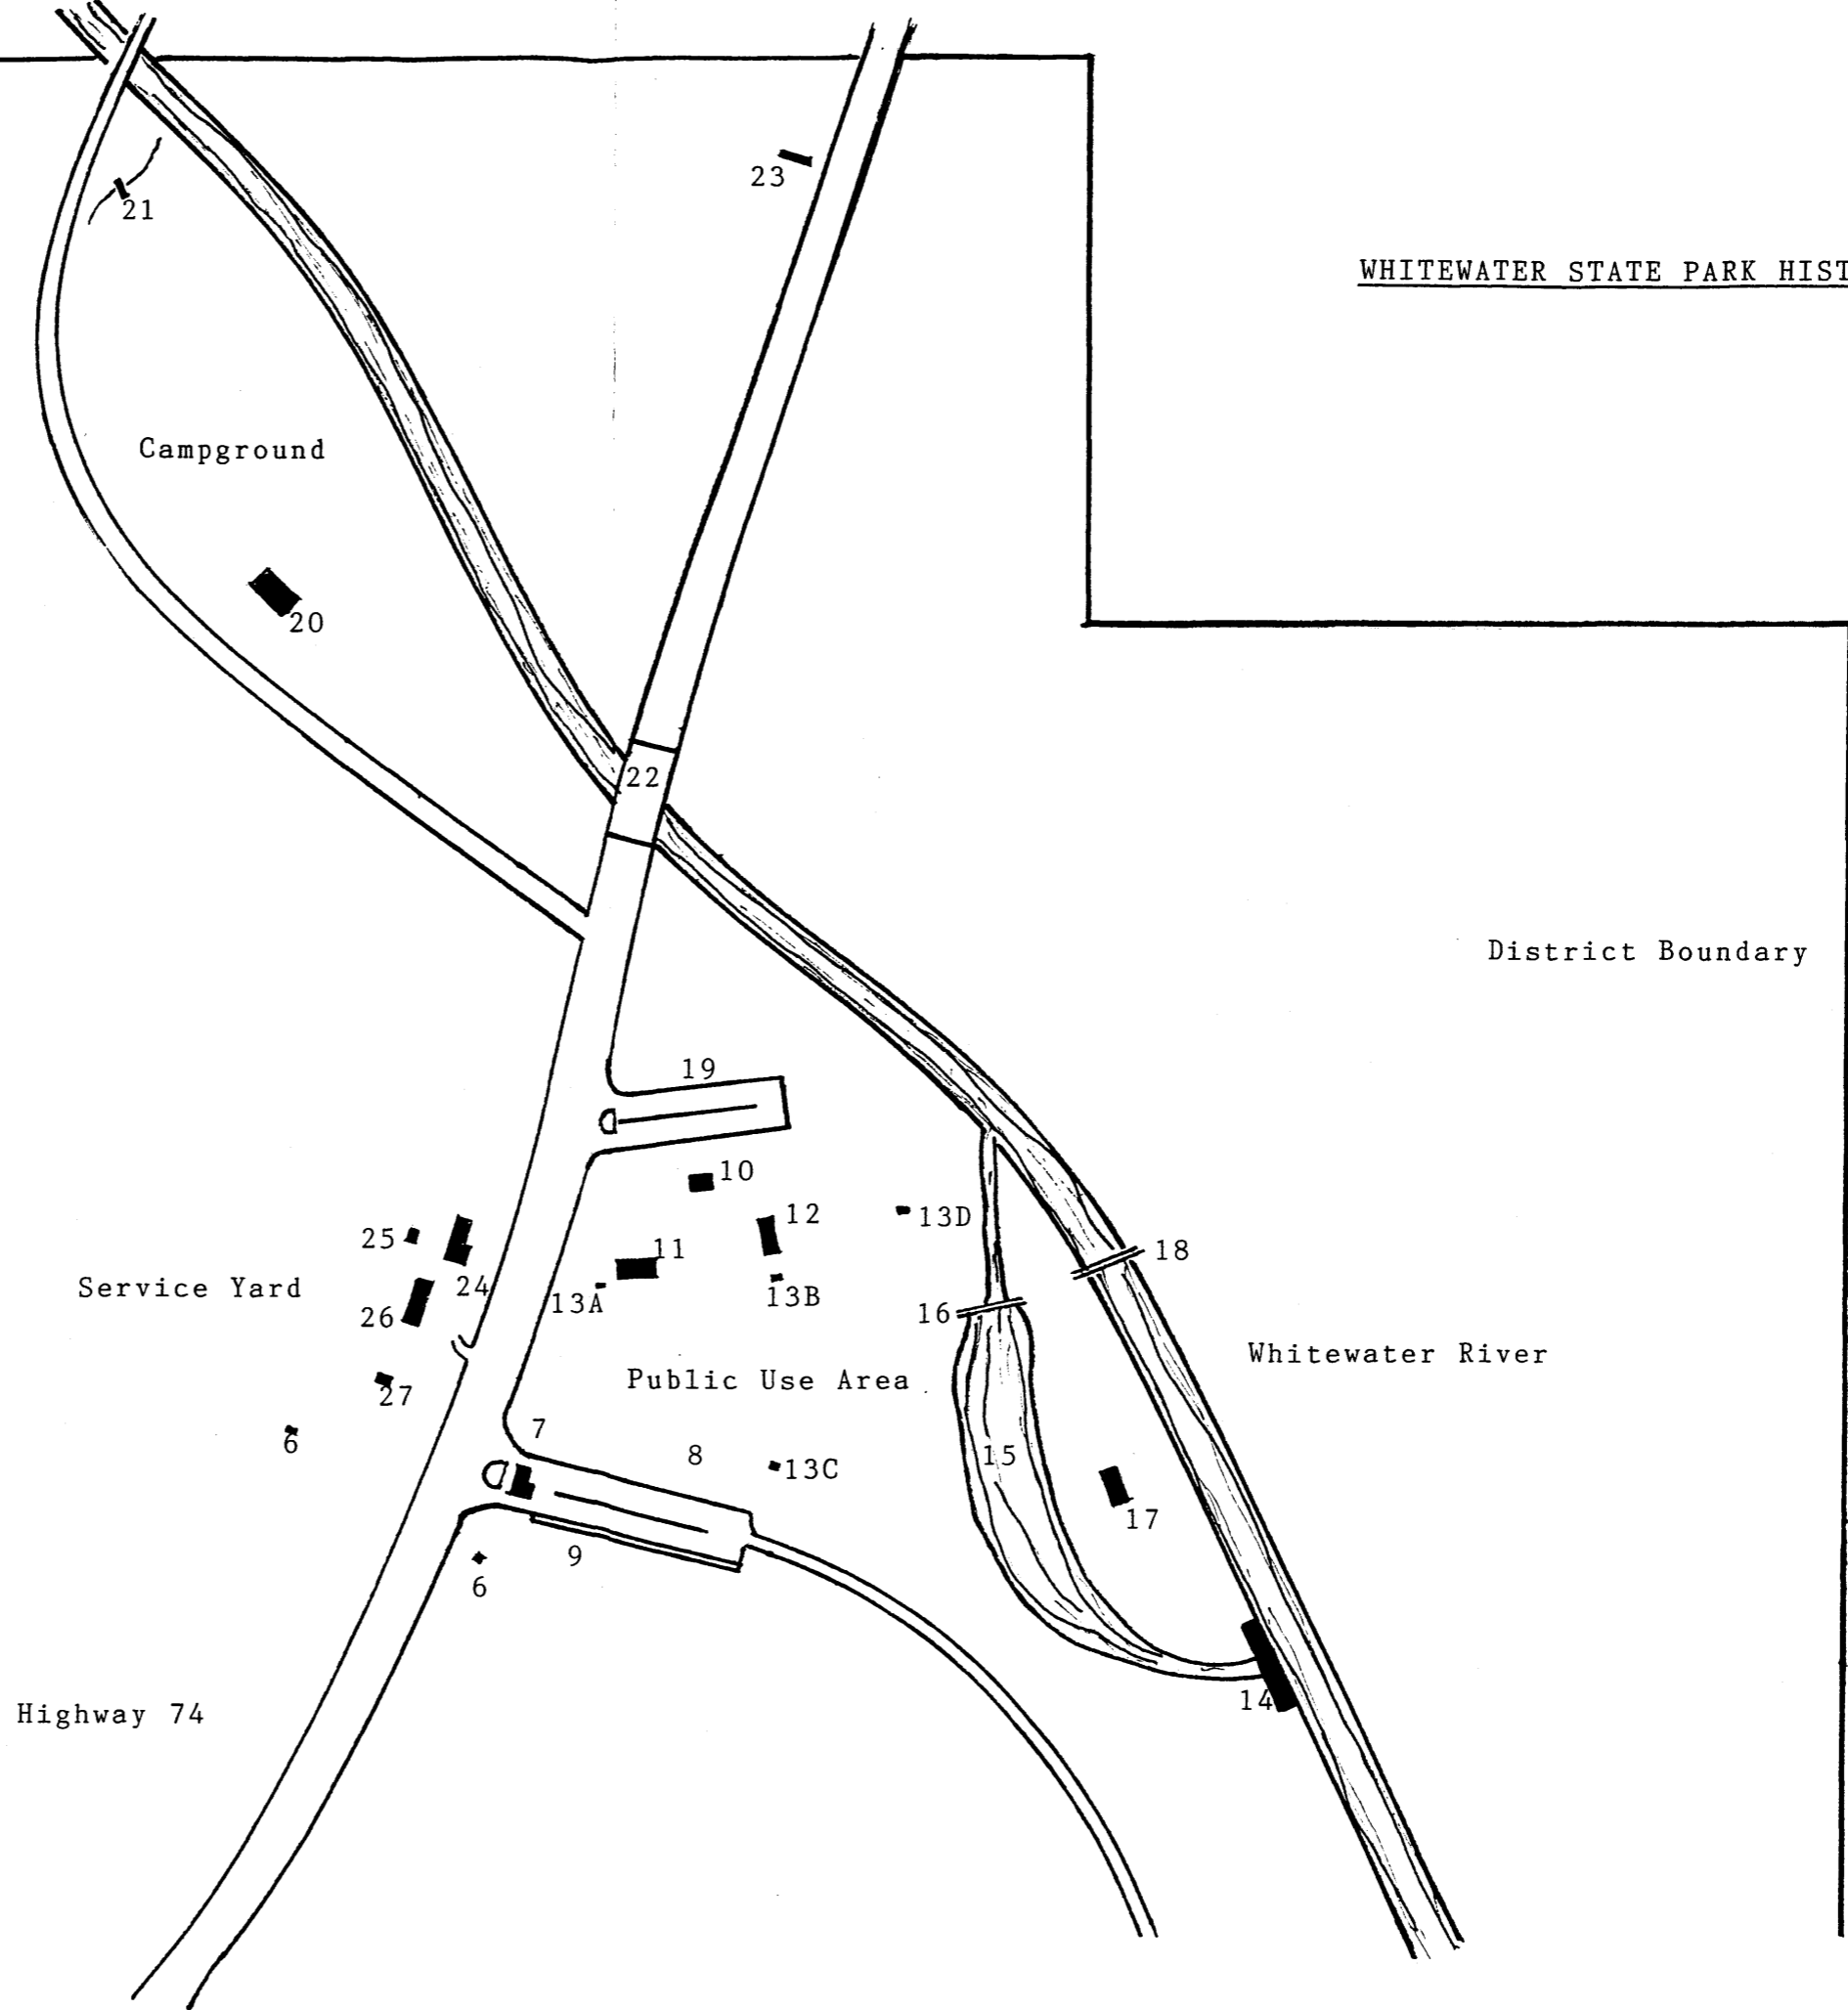 23
21
WHITEWATER STATE PARK HIST
Campground
20
22
District Boundary
19
10
12
13D
25
11
18
24
Service Yard
13A
13B
26
16
Whitewater River
Public Use Area
27
7
6
8
15
13C
17
9
6
14
Highway 74